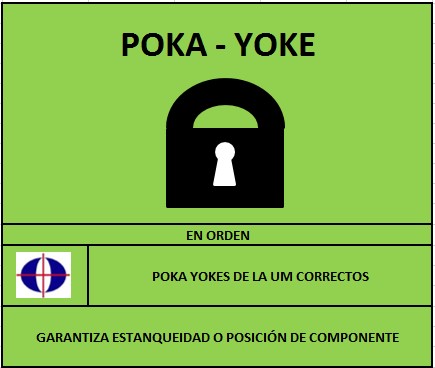 POKA - YOKE
EN ORDEN
POKA YOKES DE LA UM CORRECTOS
GARANTIZA ESTANQUEIDAD O POSICIÓN DE COMPONENTE